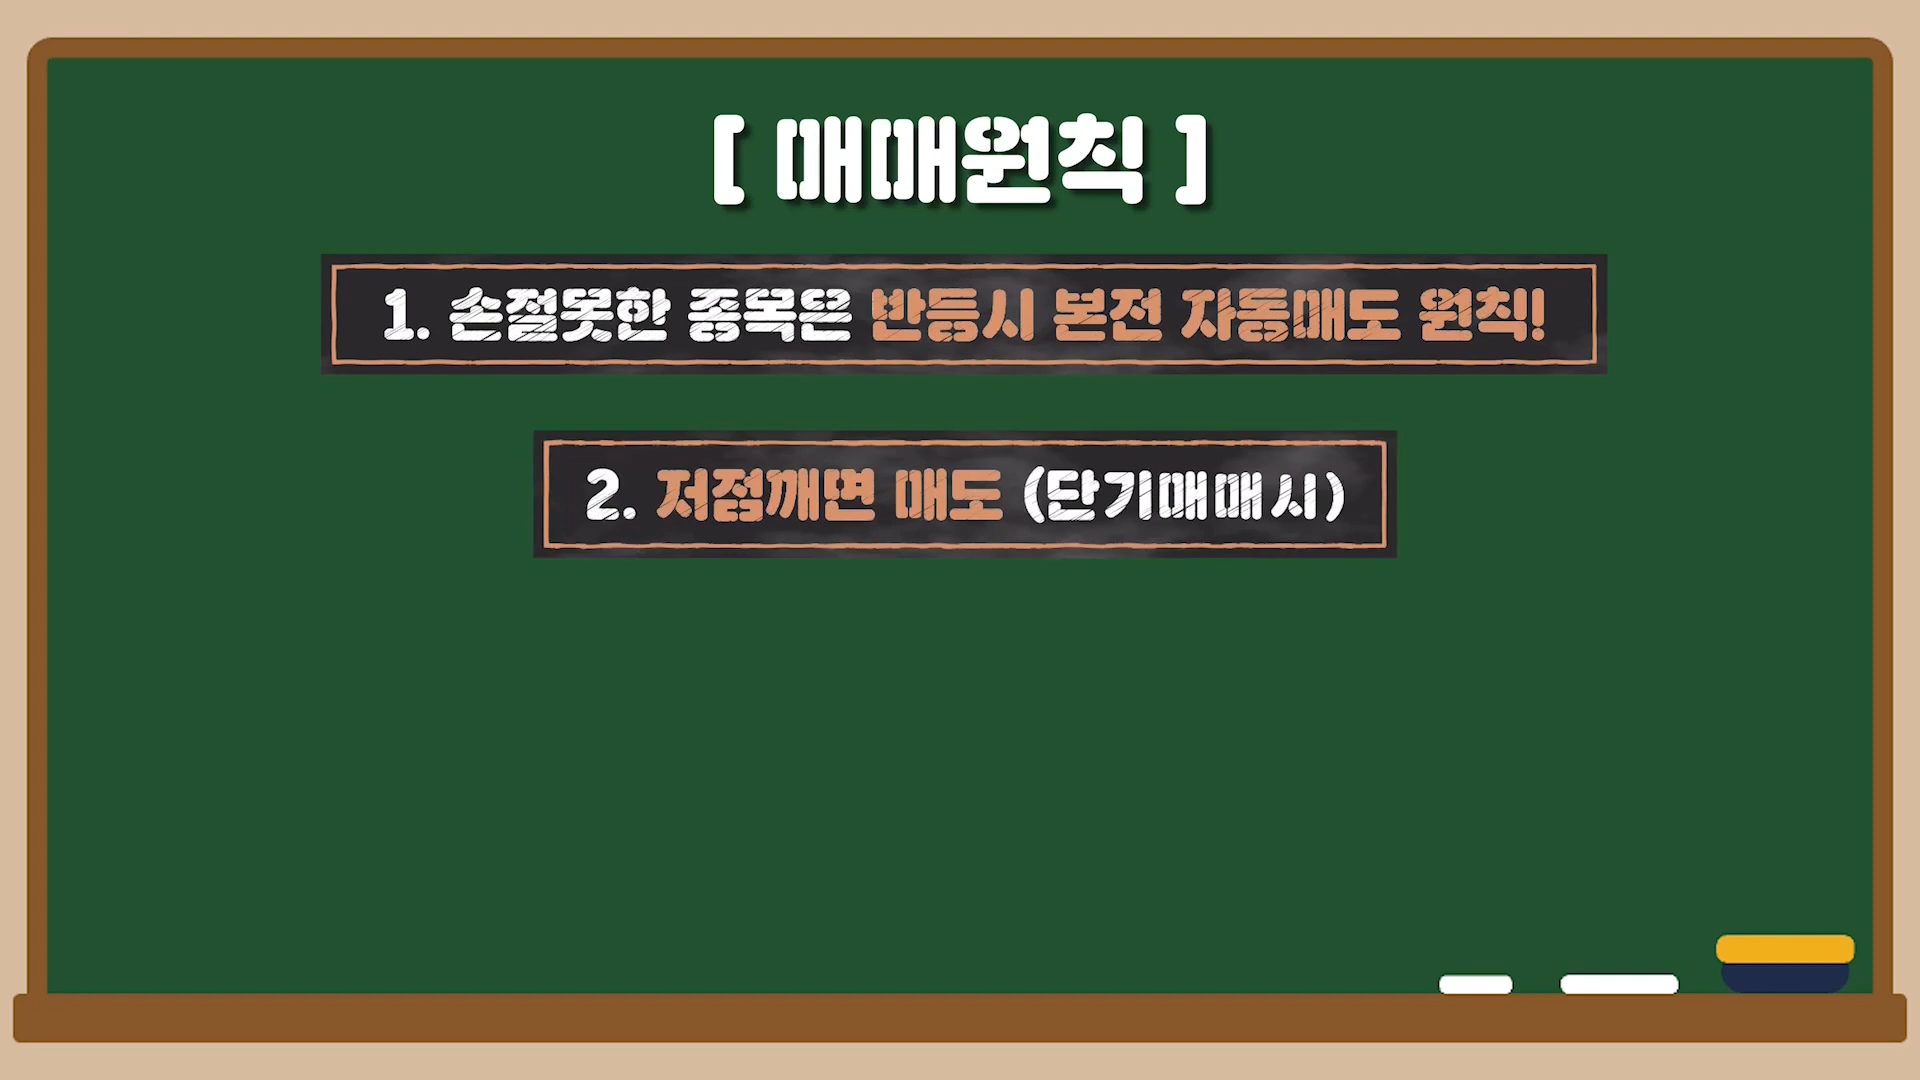 [ 매매원칙 ]
1. 손절못한 종목은 반등시 본전 자동매도 원칙!
2. 저점깨면 매도 (단기매매시)